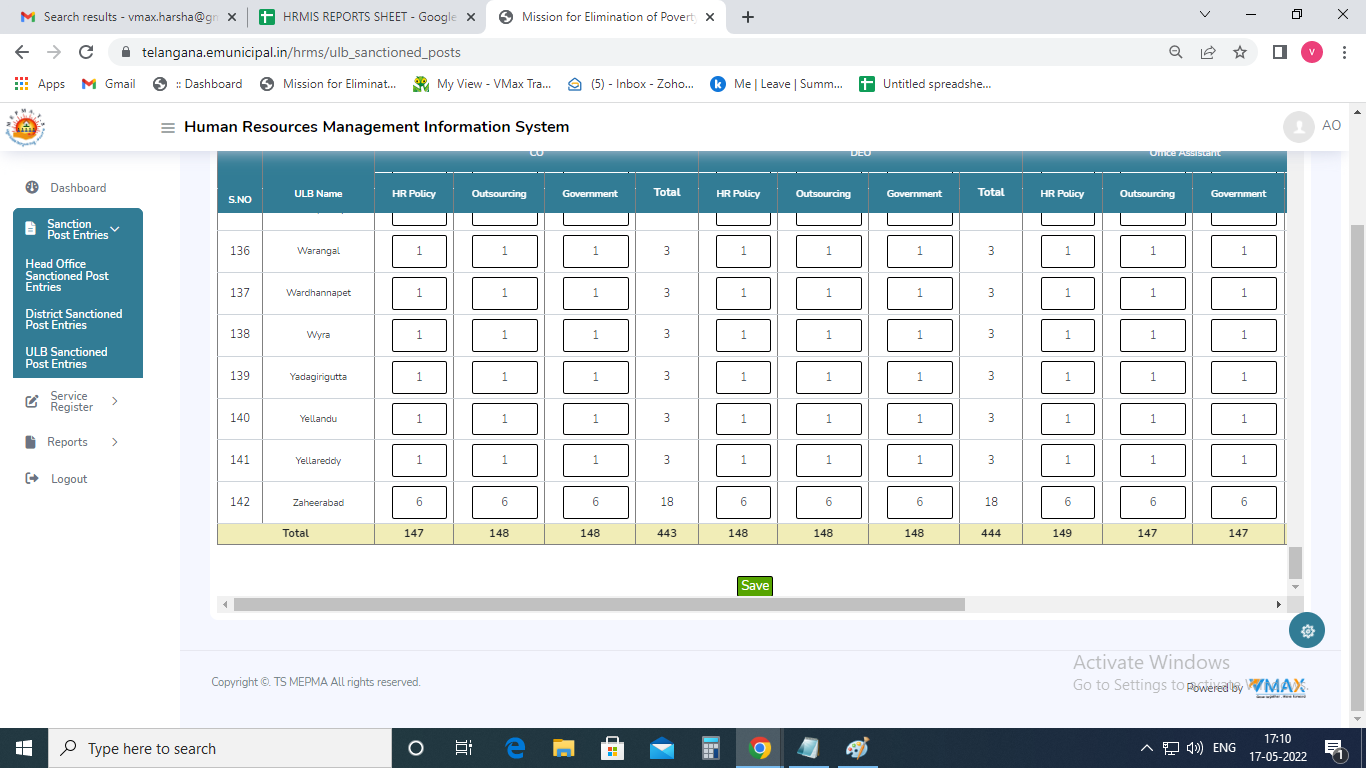 Search results - vmax.harsha@gm
HRMIS REPORTS SHEET - Google
Mission for Elimination of Poverty
telangana.emunicipal.in/hrms/ulb_sanctioned_posts
V
Apps
Gmail
:: Dashboard
Mission for Eliminat...
My View - VMax Tra...
(5) - Inbox - Zoho...
Me | Leave | Summ...
Untitled spreadshe...
Human Resources Management Information System
AO
Dashboard
Sanction
Post Entries
Head Office
Sanctioned Post
Entries
District Sanctioned
Post Entries
ULB Sanctioned
Post Entries
Service
Register
Reports
Logout
CO DEO Office Assistant
S.NO ULB Name HR Policy Outsourcing Government Total HR Policy Outsourcing Government Total HR Policy Outsourcing Government
136 Warangal 1 1 1 3 1 1 1 3 1 1 1
137 Wardhannapet 1 1 1 3 1 1 1 3 1 1 1
138 Wyra 1 1 1 3 1 1 1 3 1 1 1
139 Yadagirigutta 1 1 1 3 1 1 1 3 1 1 1
140 Yellandu 1 1 1 3 1 1 1 3 1 1 1
141 Yellareddy 1 1 1 3 1 1 1 3 1 1 1
142 Zaheerabad 6 6 6 18 6 6 6 18 6 6 6
Total 147 148 148 443 148 148 148 444 149 147 147
Save
Activate Windows
Go to Settings to activate Windows.
Copyright ©. TS MEPMA All rights reserved.
Powered by VMAX
Type here to search
ENG
17:10
17-05-2022
1